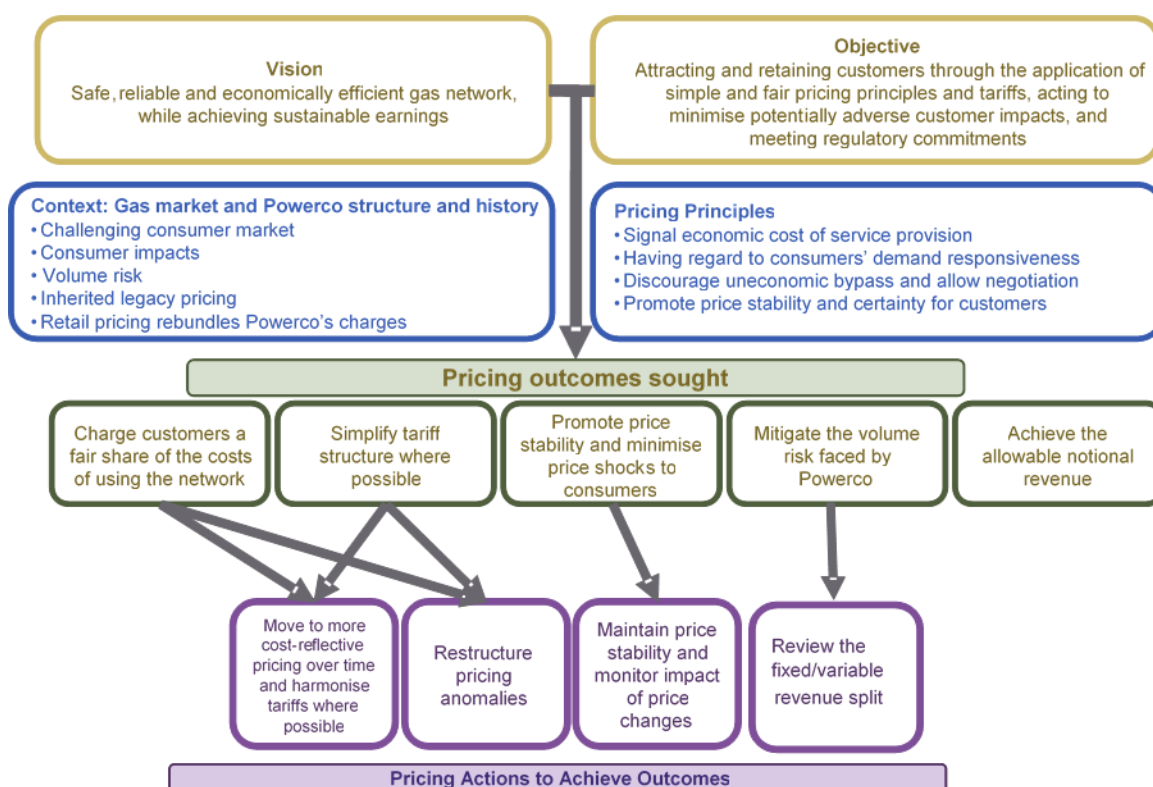 Vision
Safe, reliable and economically efficient gas network,
while achieving sustainable earnings
Objective
Attracting and retaining customers through the application of
simple and fair pricing principles and tariffs, acting to
minimise potentially adverse customer impacts, and
meeting regulatory commitments
Context: Gas market and Powerco structure and history
• Challenging consumer market
• Consumer impacts
• Volume risk
• Inherited legacy pricing
• Retail pricing rebundles Powerco's charges
Pricing Principles
• Signal economic cost of service provision
• Having regard to consumers' demand responsiveness
• Discourage uneconomic bypass and allow negotiation
• Promote price stability and certainty for customers
Pricing outcomes sought
Charge customers a
fair share of the costs
of using the network
Simplify tariff
structure where
possible
Promote price
stability and minimise
price shocks to
consumers
Mitigate the volume
risk faced by
Powerco
Achieve the
allowable notional
revenue
Move to more
cost-reflective
pricing over time
and harmonise
tariffs where
possible
Restructure
pricing
anomalies
Maintain price
stability and
monitor impact
of price
changes
Review the
fixed/variable
revenue split
Pricing Actions to Achieve Outcomes